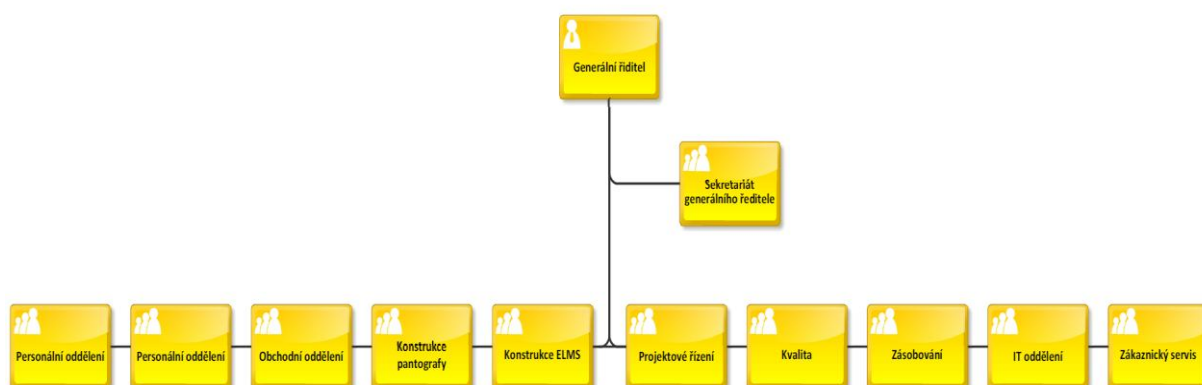 Generální řiditel
Sekretariát
generálního ředitele
Personální oddělení
Personální oddělení
Obchodní oddělení
Konstrukce
pantografy
Konstrukce ELMS
Projektové řízení
Kvalita
Zásobování
IT oddělení
Zákaznický servis